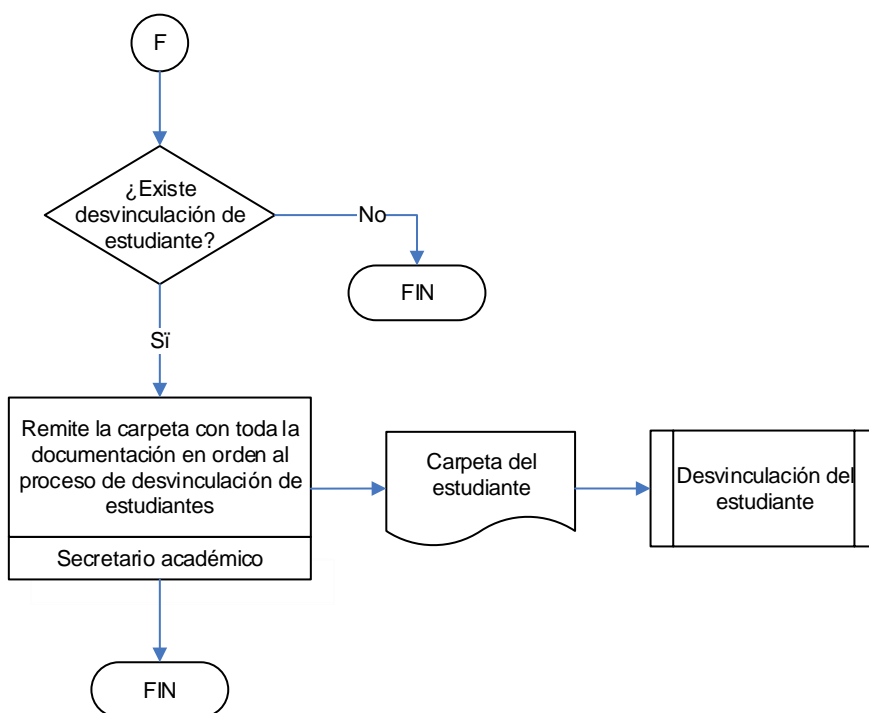 F
¿Existe
desvinculación de
estudiante?
No
FIN
Sï
Remite la carpeta con toda la
documentación en orden al
proceso de desvinculación de
estudiantes
Secretario académico
Carpeta del
estudiante
Desvinculación del
estudiante
FIN